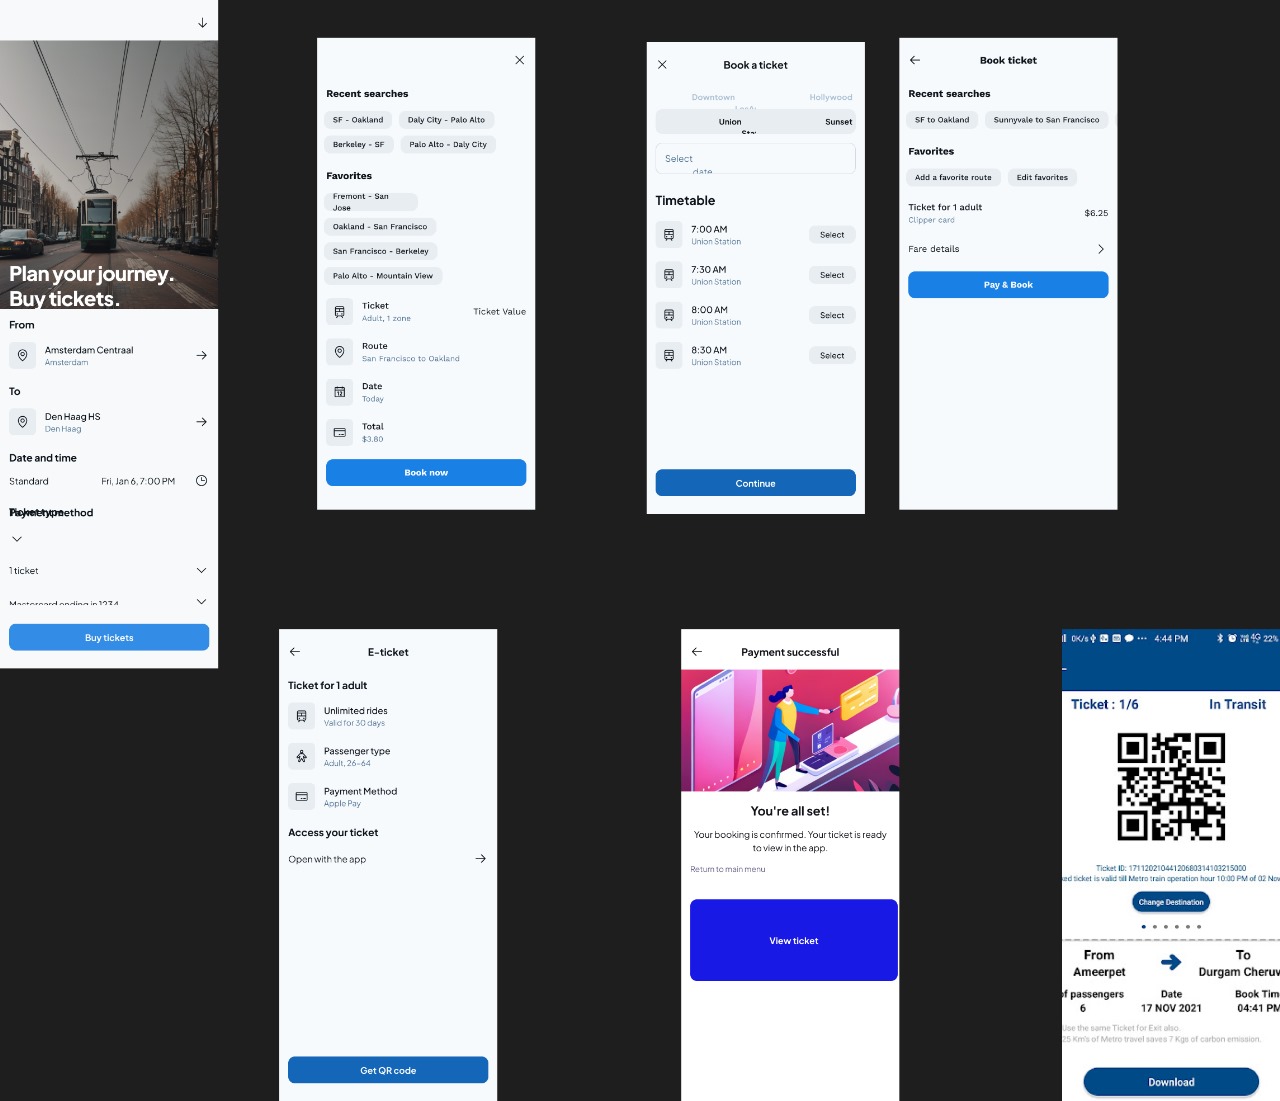 Plan your journey.
Buy tickets.
From
Amsterdam Centraal
Amsterdam
To
Den Haag HS
Den Haag
Date and time
Standard Fri, Jan 6, 7:00 PM
Payment method
1 ticket
Mastercard ending in 1234
Buy tickets
Recent searches
SF - Oakland Daly City - Palo Alto
Berkeley - SF Palo Alto - Daly City
Favorites
Fremont - San
Jose
Oakland - San Francisco
San Francisco - Berkeley
Palo Alto - Mountain View
Ticket
Adult, 1 zone
Ticket Value
Route
San Francisco to Oakland
Date
Today
Total
$3.80
Book now
Book a ticket
Downtown Hollywood
Union Sunset
Select
date
Timetable
7:00 AM
Union Station
Select
7:30 AM
Union Station
Select
8:00 AM
Union Station
Select
8:30 AM
Union Station
Select
Continue
Book ticket
Recent searches
SF to Oakland Sunnyvale to San Francisco
Favorites
Add a favorite route Edit favorites
Ticket for 1 adult
Clipper card
$6.25
Fare details
Pay & Book
E-ticket
Ticket for 1 adult
Unlimited rides
Valid for 30 days
Passenger type
Adult, 26-64
Payment Method
Apple Pay
Access your ticket
Open with the app
Get QR code
Payment successful
You're all set!
Your booking is confirmed. Your ticket is ready
to view in the app.
Return to main menu
View ticket
0K/s 4:44 PM 4G 22%
Ticket : 1/6 In Transit
Ticket ID: 17112021044120680314103215000
ticket is valid till Metro train operation hour 10:00 PM of 02 Nov
Change Destination
From To
Ameerpet Durgam Cheruv
of passengers Date Book Tim
6 17 NOV 2021 04:41 PM
Use the same Ticket for Exit also.
25 Km's of Metro travel saves 7 Kgs of carbon emission.
Download